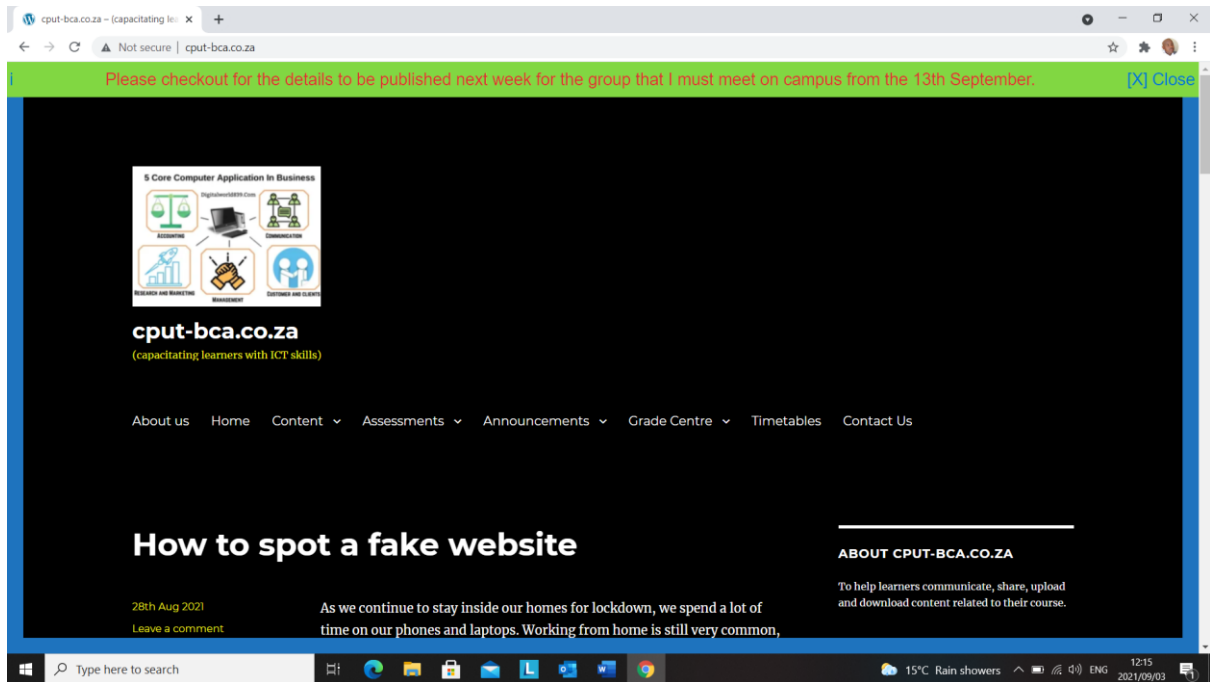 cput-bca.co.za – (capacitating le
Not secure | cput-bca.co.za
Please checkout for the details to be published next week for the group that I must meet on campus from the 13th September.
[X] Close
5 Core Computer Application In Business
Digitalworld899.Com
ACCOUNTING
COMMUNICATION
RESEARCH AND MARKETING
MANAGEMENT
CUSTOMER AND CLIENTS
cput-bca.co.za
(capacitating learners with ICT skills)
About us Home Content Assessments Announcements Grade Centre Timetables Contact Us
How to spot a fake website
28th Aug 2021
Leave a comment
As we continue to stay inside our homes for lockdown, we spend a lot of
time on our phones and laptops. Working from home is still very common,
ABOUT CPUT-BCA.CO.ZA
To help learners communicate, share, upload
and download content related to their course.
Type here to search
15°C Rain showers
ENG
12:15
2021/09/03